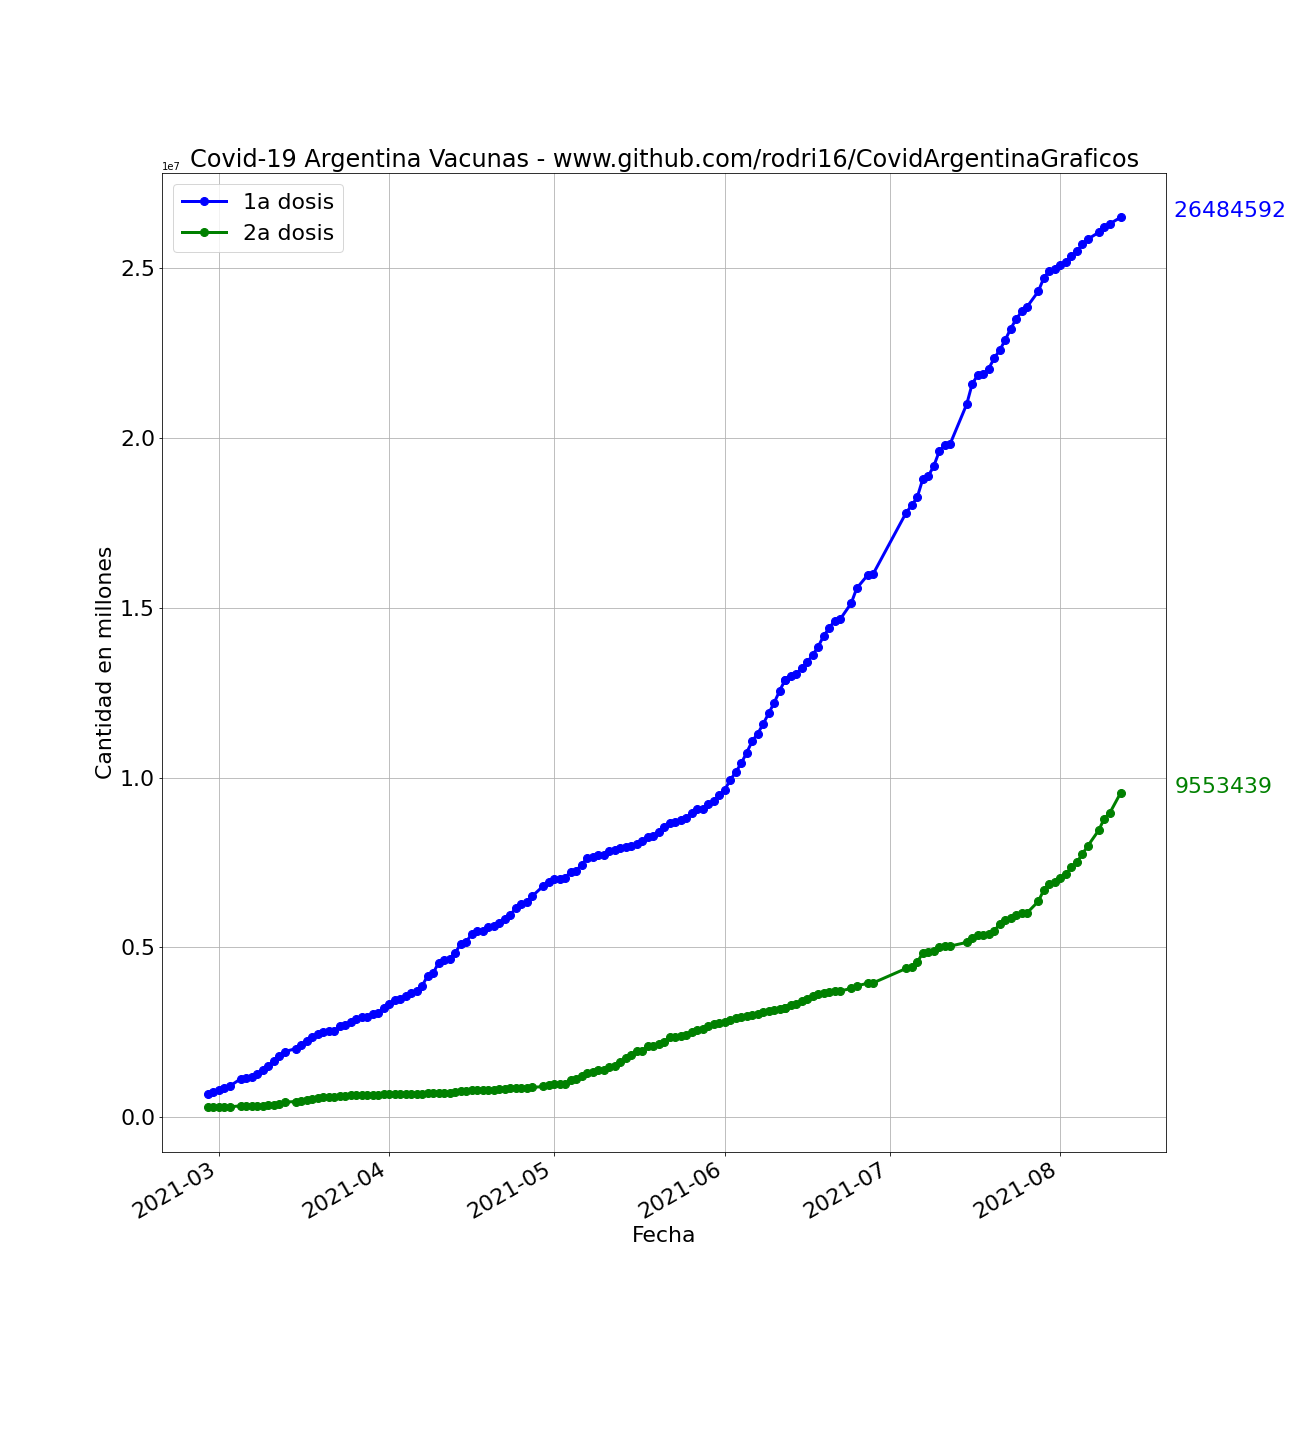 Covid-19 Argentina Vacunas - www.github.com/rodri16/CovidArgentinaGraficos
1e7
1a dosis
2a dosis
26484592
9553439
2.5
2.0
1.5
1.0
0.5
0.0
Cantidad en millones
2021-03
2021-04
2021-05
2021-06
2021-07
2021-08
Fecha